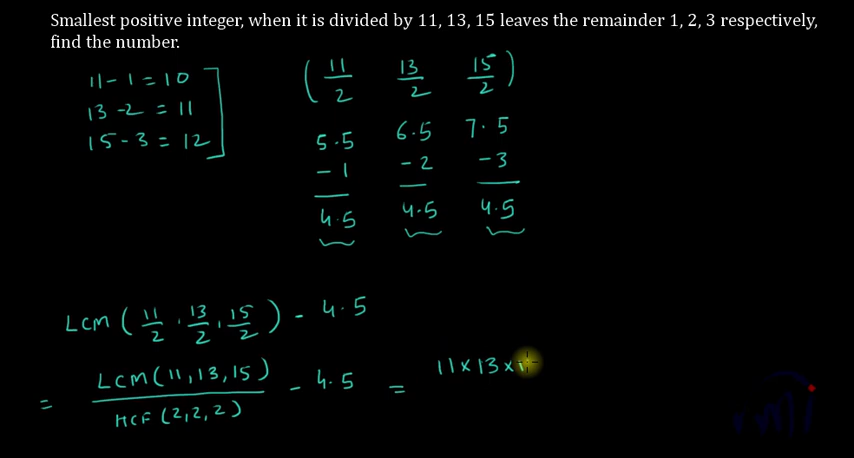 Smallest positive integer, when it is divided by 11, 13, 15 leaves the remainder 1, 2, 3 respectively,
find the number.
11 - 1 = 10
13 - 2 = 11
15 - 3 = 12
( 11/2 13/2 15/2 )
5.5 6.5 7.5
- 1 - 2 - 3
4.5 4.5 4.5
LCM ( 11/2 , 13/2 , 15/2 ) - 4.5
= LCM(11,13,15) / HCF(2,2,2) - 4.5 = 11 x 13 x